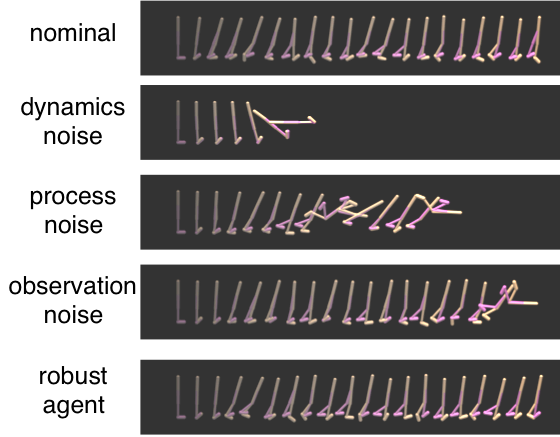 nominal
dynamics
noise
process
noise
observation
noise
robust
agent